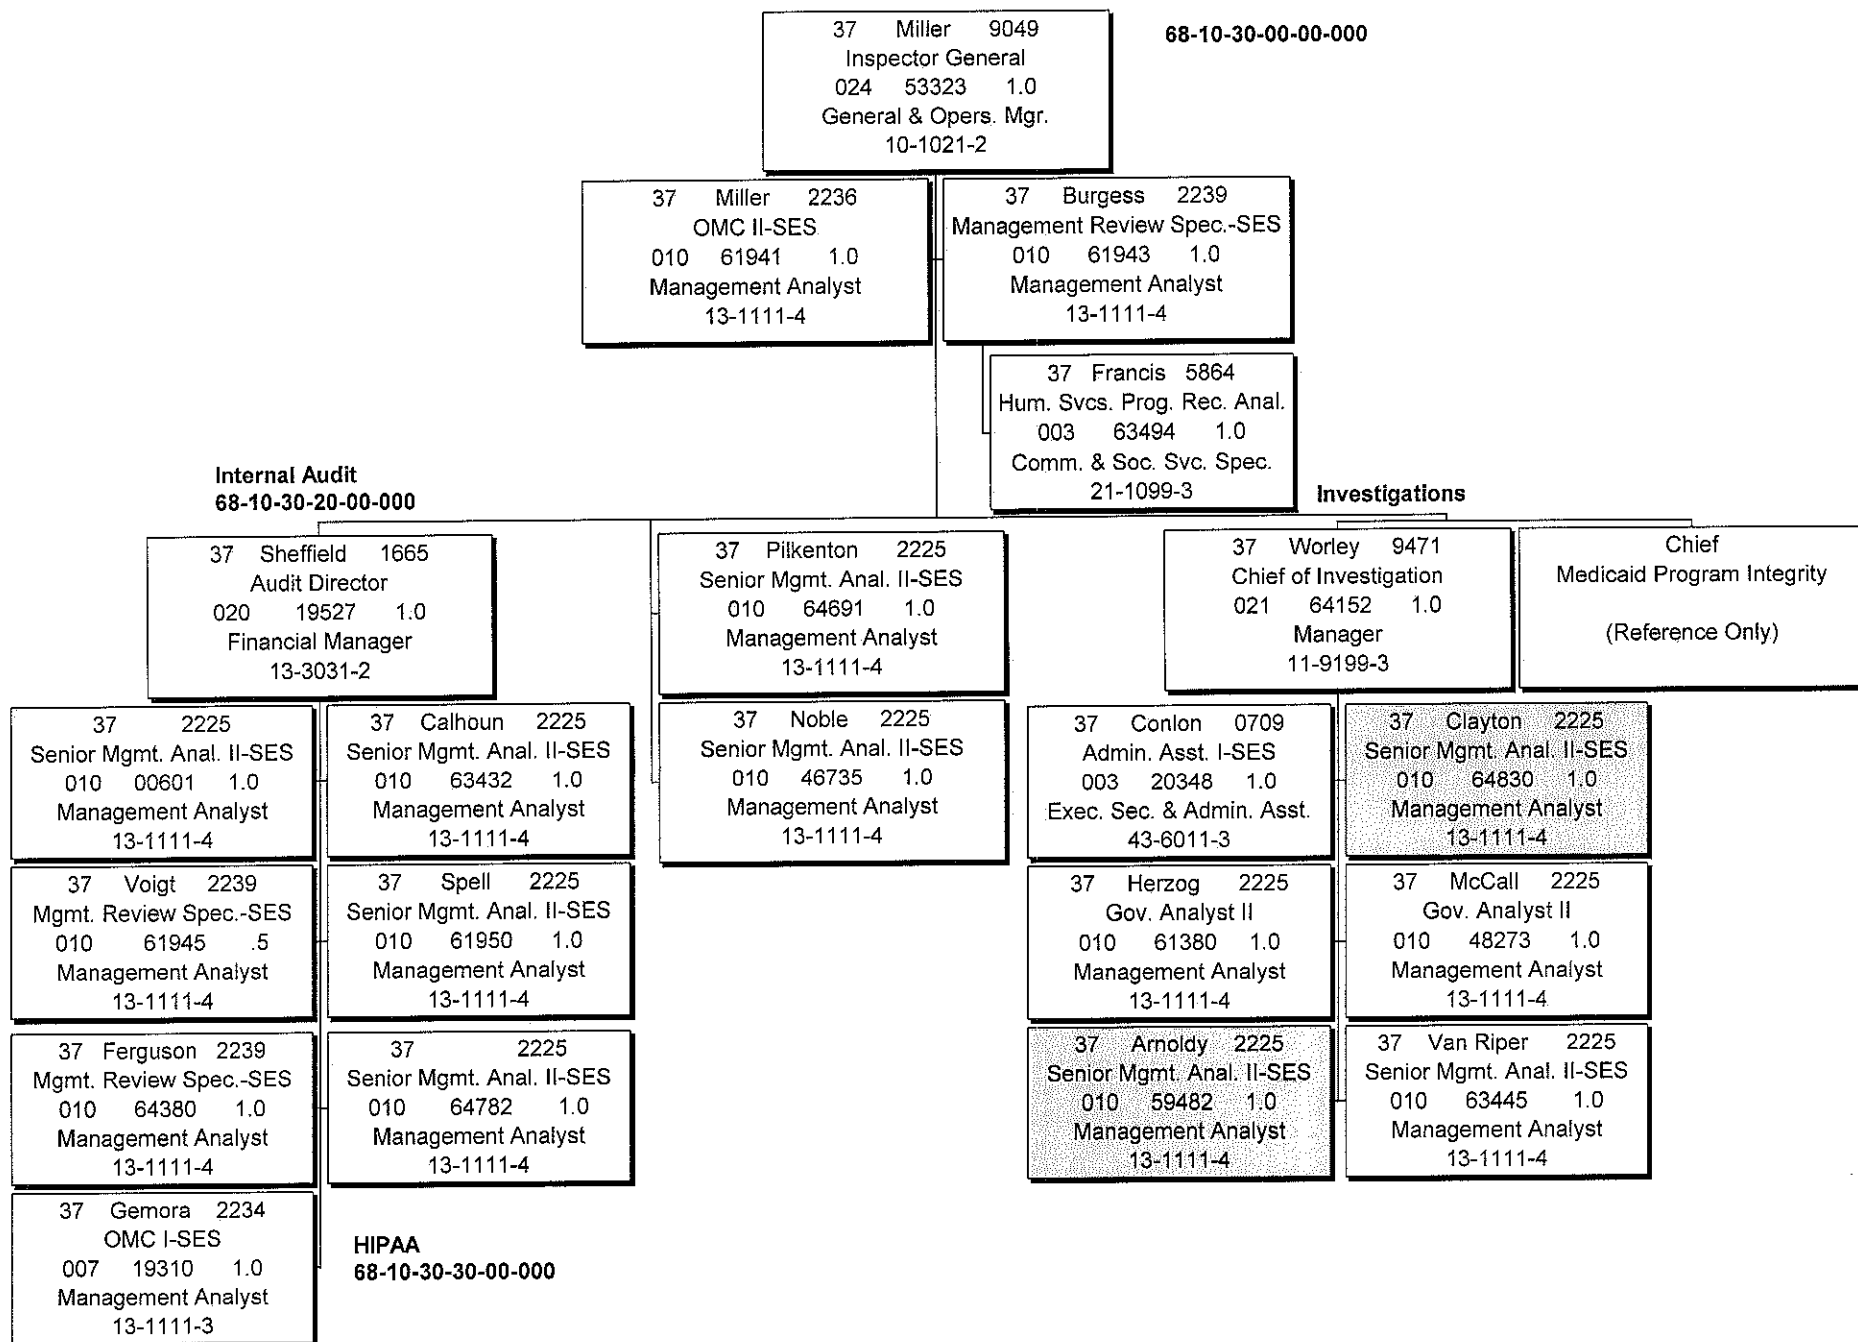 37 Miller 9049
Inspector General
024 53323 1.0
General & Opers. Mgr.
10-1021-2
68-10-30-00-00-000
37 Miller 2236
OMC II-SES
010 61941 1.0
Management Analyst
13-1111-4
37 Burgess 2239
Management Review Spec.-SES
010 61943 1.0
Management Analyst
13-1111-4
37 Francis 5864
Hum. Svcs. Prog. Rec. Anal.
003 63494 1.0
Comm. & Soc. Svc. Spec.
21-1099-3
Internal Audit
68-10-30-20-00-000
Investigations
37 Sheffield 1665
Audit Director
020 19527 1.0
Financial Manager
13-3031-2
37 Pilkenton 2225
Senior Mgmt. Anal. II-SES
010 64691 1.0
Management Analyst
13-1111-4
37 Worley 9471
Chief of Investigation
021 64152 1.0
Manager
11-9199-3
Chief
Medicaid Program Integrity
(Reference Only)
37 2225
Senior Mgmt. Anal. II-SES
010 00601 1.0
Management Analyst
13-1111-4
37 Calhoun 2225
Senior Mgmt. Anal. II-SES
010 63432 1.0
Management Analyst
13-1111-4
37 Noble 2225
Senior Mgmt. Anal. II-SES
010 46735 1.0
Management Analyst
13-1111-4
37 Conlon 0709
Admin. Asst. I-SES
003 20348 1.0
Exec. Sec. & Admin. Asst.
43-6011-3
37 Clayton 2225
Senior Mgmt. Anal. II-SES
010 64830 1.0
Management Analyst
13-1111-4
37 Voigt 2239
Mgmt. Review Spec.-SES
010 61945 .5
Management Analyst
13-1111-4
37 Spell 2225
Senior Mgmt. Anal. II-SES
010 61950 1.0
Management Analyst
13-1111-4
37 Herzog 2225
Gov. Analyst II
010 61380 1.0
Management Analyst
13-1111-4
37 McCall 2225
Gov. Analyst II
010 48273 1.0
Management Analyst
13-1111-4
37 Ferguson 2239
Mgmt. Review Spec.-SES
010 64380 1.0
Management Analyst
13-1111-4
37 2225
Senior Mgmt. Anal. II-SES
010 64782 1.0
Management Analyst
13-1111-4
37 Arnoldy 2225
Senior Mgmt. Anal. II-SES
010 59482 1.0
Management Analyst
13-1111-4
37 Van Riper 2225
Senior Mgmt. Anal. II-SES
010 63445 1.0
Management Analyst
13-1111-4
37 Gemora 2234
OMC I-SES
007 19310 1.0
Management Analyst
13-1111-3
HIPAA
68-10-30-30-00-000